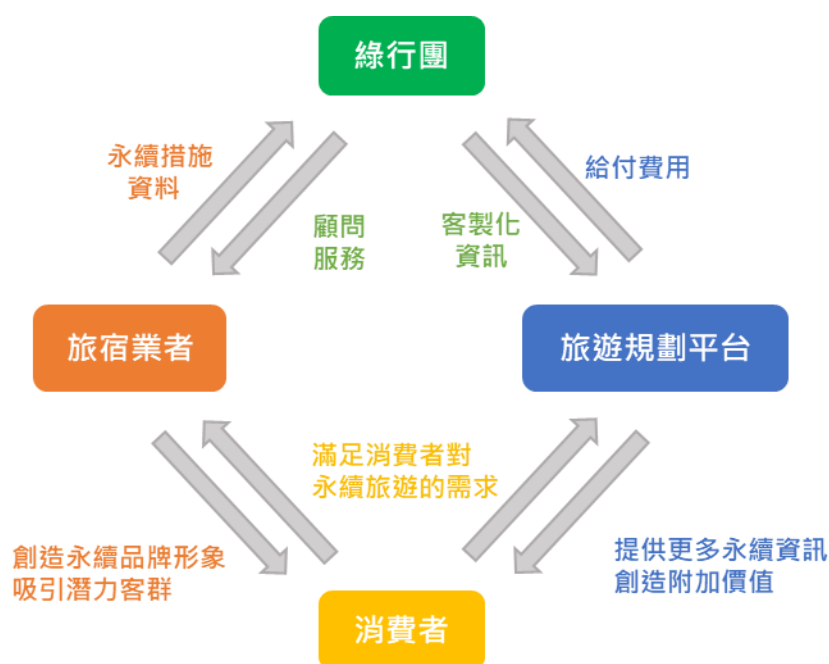 綠行團
永續措施
資料
給付費用
顧問
服務
客製化
資訊
旅宿業者
旅遊規劃平台
滿足消費者對
永續旅遊的需求
創造永續品牌形象
吸引潛力客群
提供更多永續資訊
創造附加價值
消費者